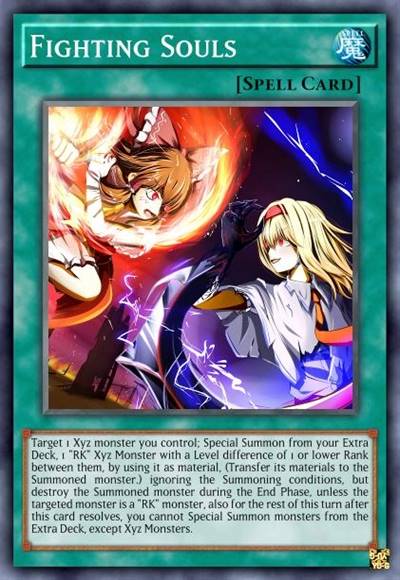 FIGHTING SOULS
SPELL
魔
[SPELL CARD]
Target 1 Xyz monster you control; Special Summon from your Extra
Deck, 1 "RK" Xyz Monster with a Level difference of 1 or lower Rank
between them, by using it as material, (Transfer its materials to the
Summoned monster.) ignoring the Summoning conditions, but
destroy the Summoned monster during the End Phase, unless the
targeted monster is a "RK" monster, also for the rest of this turn after
this card resolves, you cannot Special Summon monsters from the
Extra Deck, except Xyz Monsters.